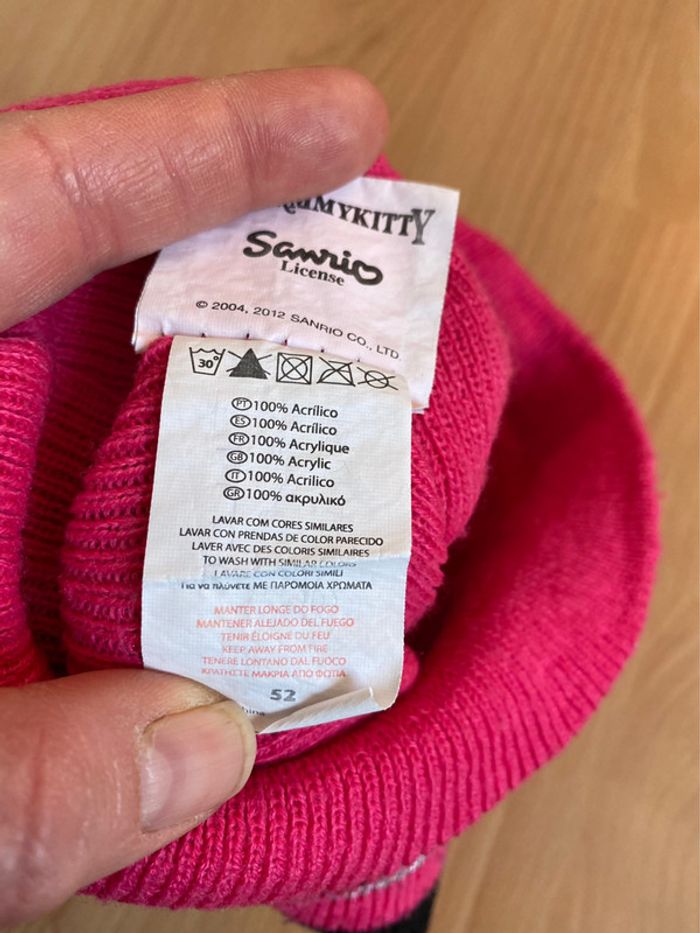 MYKITTY
Sanrio
License
© 2004, 2012 SANRIO CO., LTD.
30°
PT 100% Acrílico
ES 100% Acrílico
FR 100% Acrylique
GB 100% Acrylic
IT 100% Acrilico
GR 100% ακρυλικό
LAVAR COM CORES SIMILARES
LAVAR CON PRENDAS DE COLOR PARECIDO
LAVER AVEC DES COLORIS SIMILAIRES
TO WASH WITH SIMILAR COLORS
LAVARE CON COLORI SIMILI
Για να πλύνετε ΜΕ ΠΑΡΟΜΟΙΑ ΧΡΩΜΑΤΑ
MANTER LONGE DO FOGO
MANTENER ALEJADO DEL FUEGO
TENIR ÉLOIGNE DU FEU
KEEP AWAY FROM FIRE
TENERE LONTANO DAL FUOCO
ΚΡΑΤΗΣΤΕ ΜΑΚΡΙΑ ΑΠΟ ΦΩΤΙΑ
52